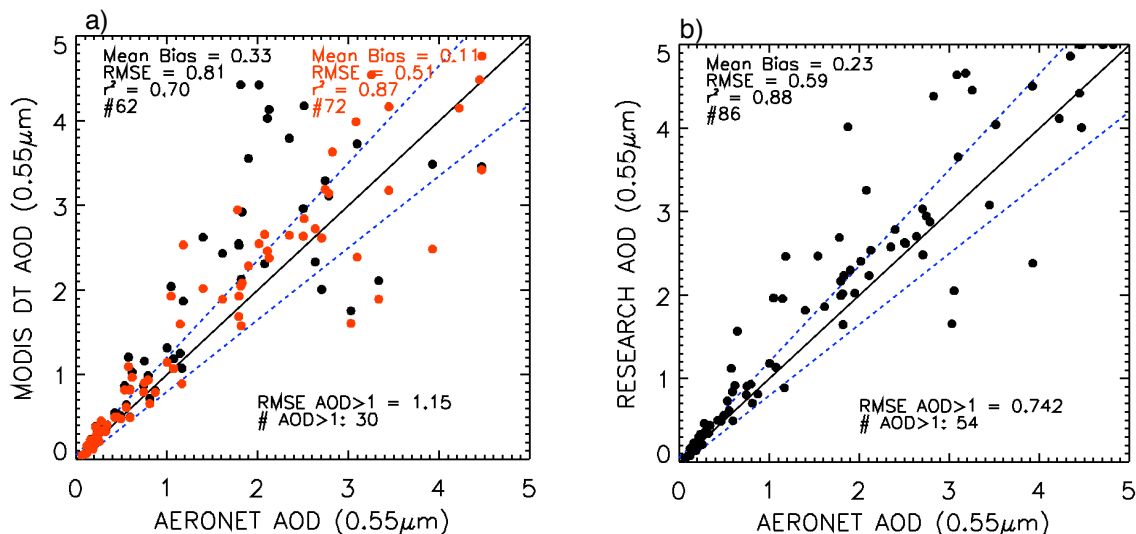 a)
Mean Bias = 0.33
RMSE = 0.81
r² = 0.70
#62
Mean Bias = 0.11
RMSE = 0.51
r² = 0.87
#72
RMSE AOD>1 = 1.15
# AOD>1: 30
5
4
3
2
1
0
MODIS DT AOD (0.55μm)
0 1 2 3 4 5
AERONET AOD (0.55μm)
b)
Mean Bias = 0.23
RMSE = 0.59
r² = 0.88
#86
RMSE AOD>1 = 0.742
# AOD>1: 54
5
4
3
2
1
0
RESEARCH AOD (0.55μm)
0 1 2 3 4 5
AERONET AOD (0.55μm)